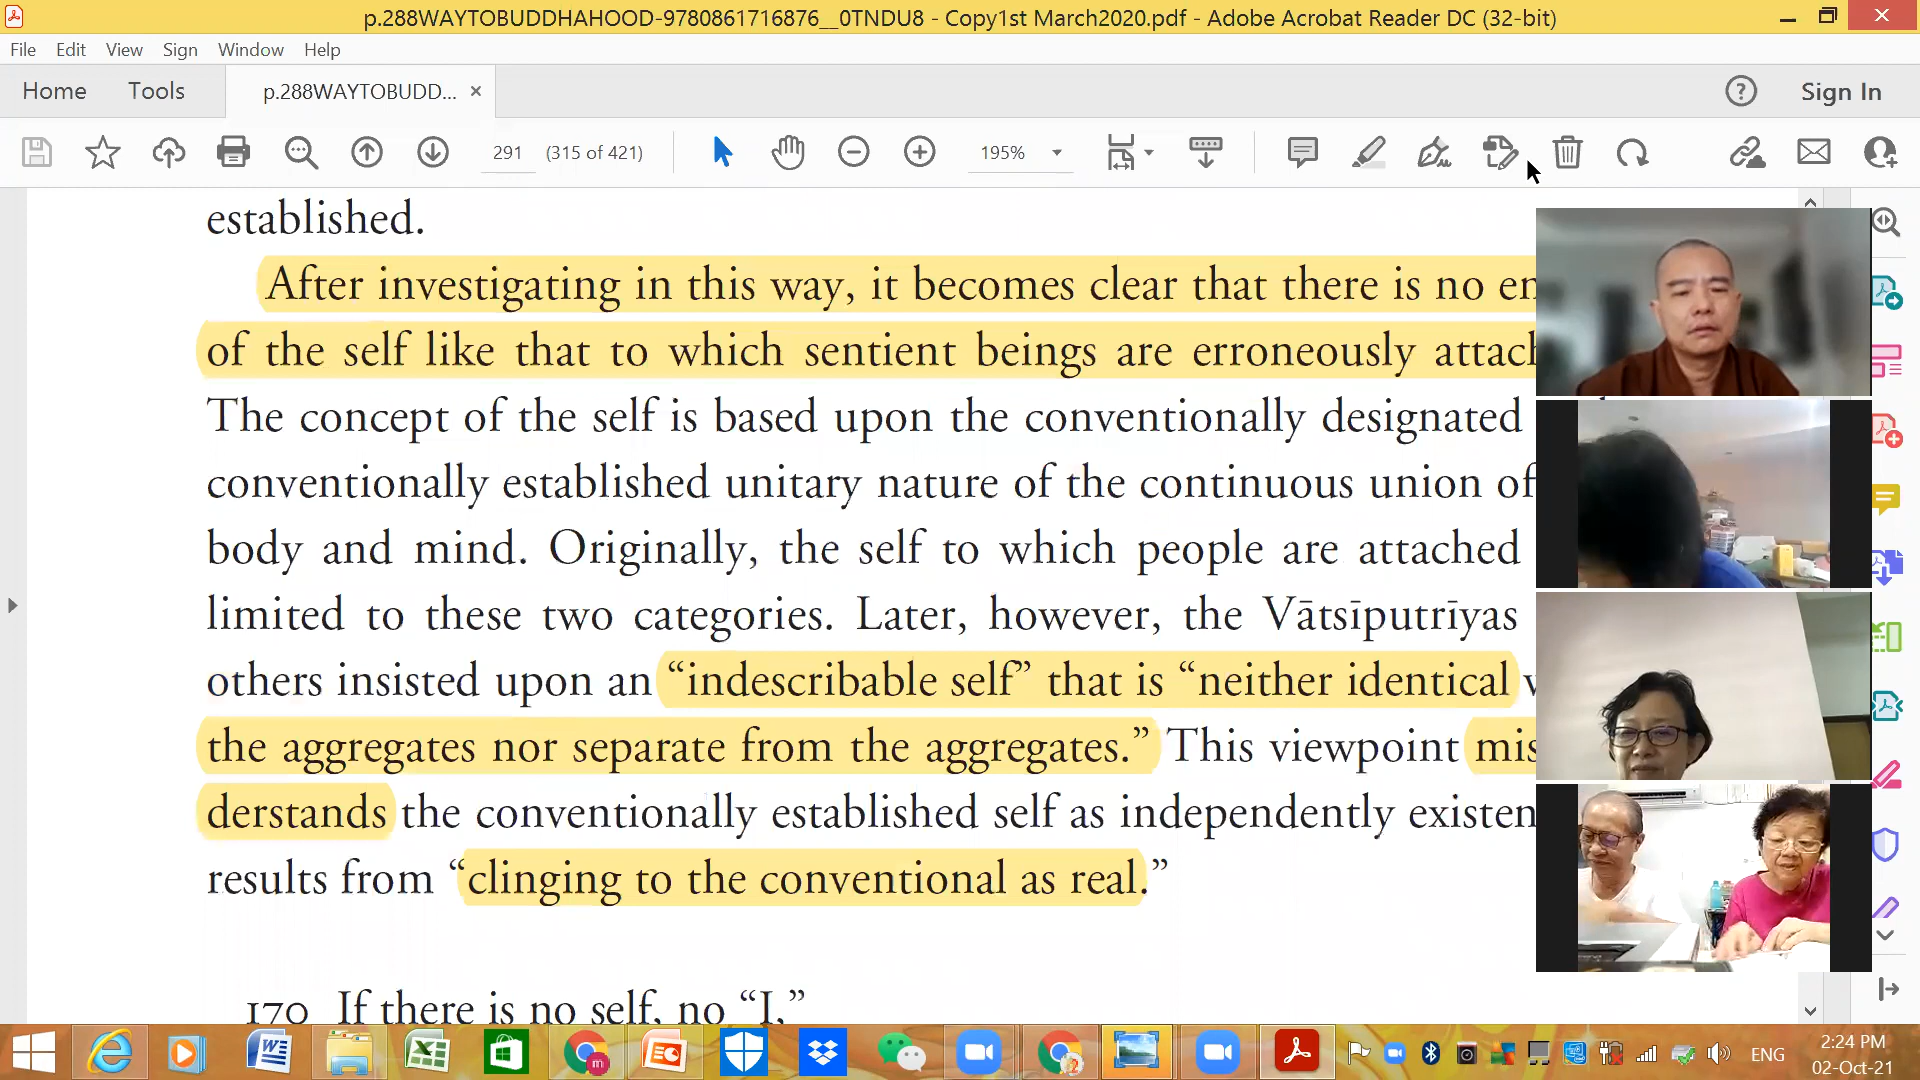 p.288WAYTOBUDDHAHOOD-9780861716876__0TNDU8 - Copy1st March2020.pdf - Adobe Acrobat Reader DC (32-bit)
File Edit View Sign Window Help
Home Tools p.288WAYTOBUDD... × Sign In
291 (315 of 421) 195%
established.
After investigating in this way, it becomes clear that there is no
of the self like that to which sentient beings are erroneously
The concept of the self is based upon the conventionally designated
conventionally established unitary nature of the continuous union of
body and mind. Originally, the self to which people are attached
limited to these two categories. Later, however, the Vātsīputrīyas
others insisted upon an “indescribable self” that is “neither identical
the aggregates nor separate from the aggregates.” This viewpoint mis
derstands the conventionally established self as independently
results from “clinging to the conventional as real.”
170 If there is no self, no “I,”
ENG
2:24 PM
02-Oct-21